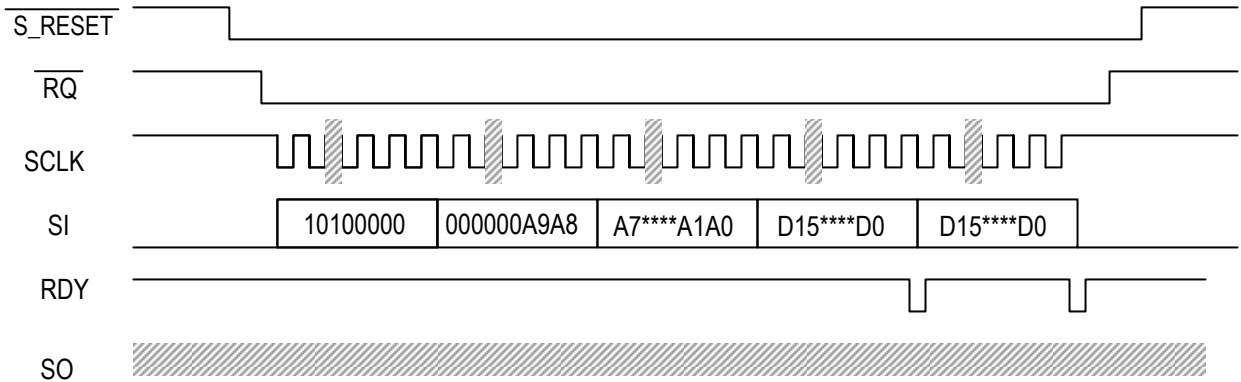 S_RESET
RQ
SCLK
SI 10100000 000000A9A8 A7****A1A0 D15****D0 D15****D0
RDY
SO